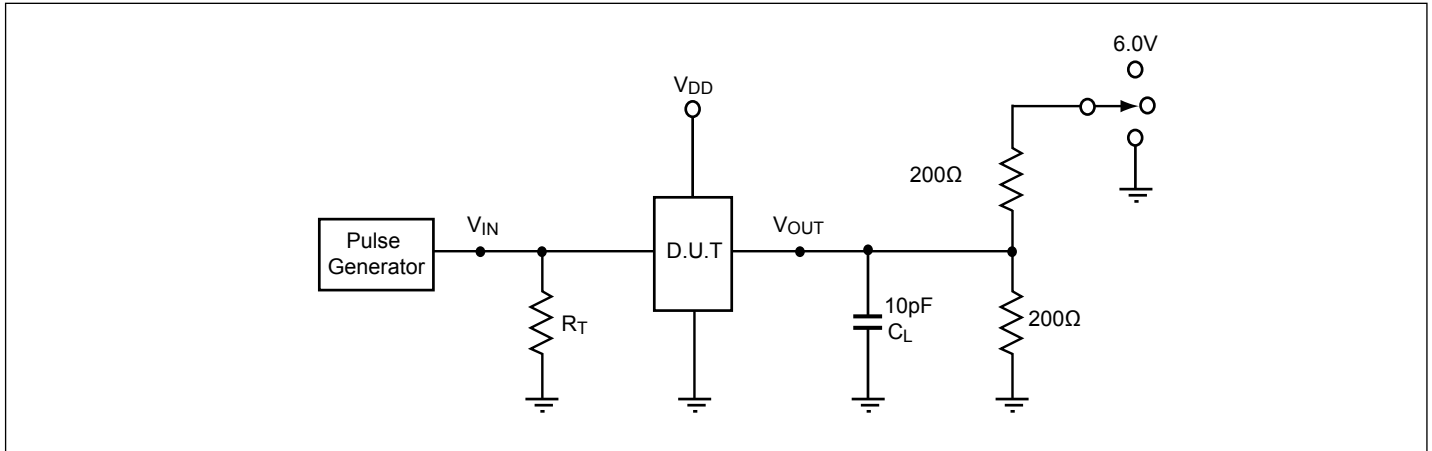 6.0V
VDD
200Ω
VIN
VOUT
Pulse
Generator
D.U.T
RT
10pF
CL
200Ω